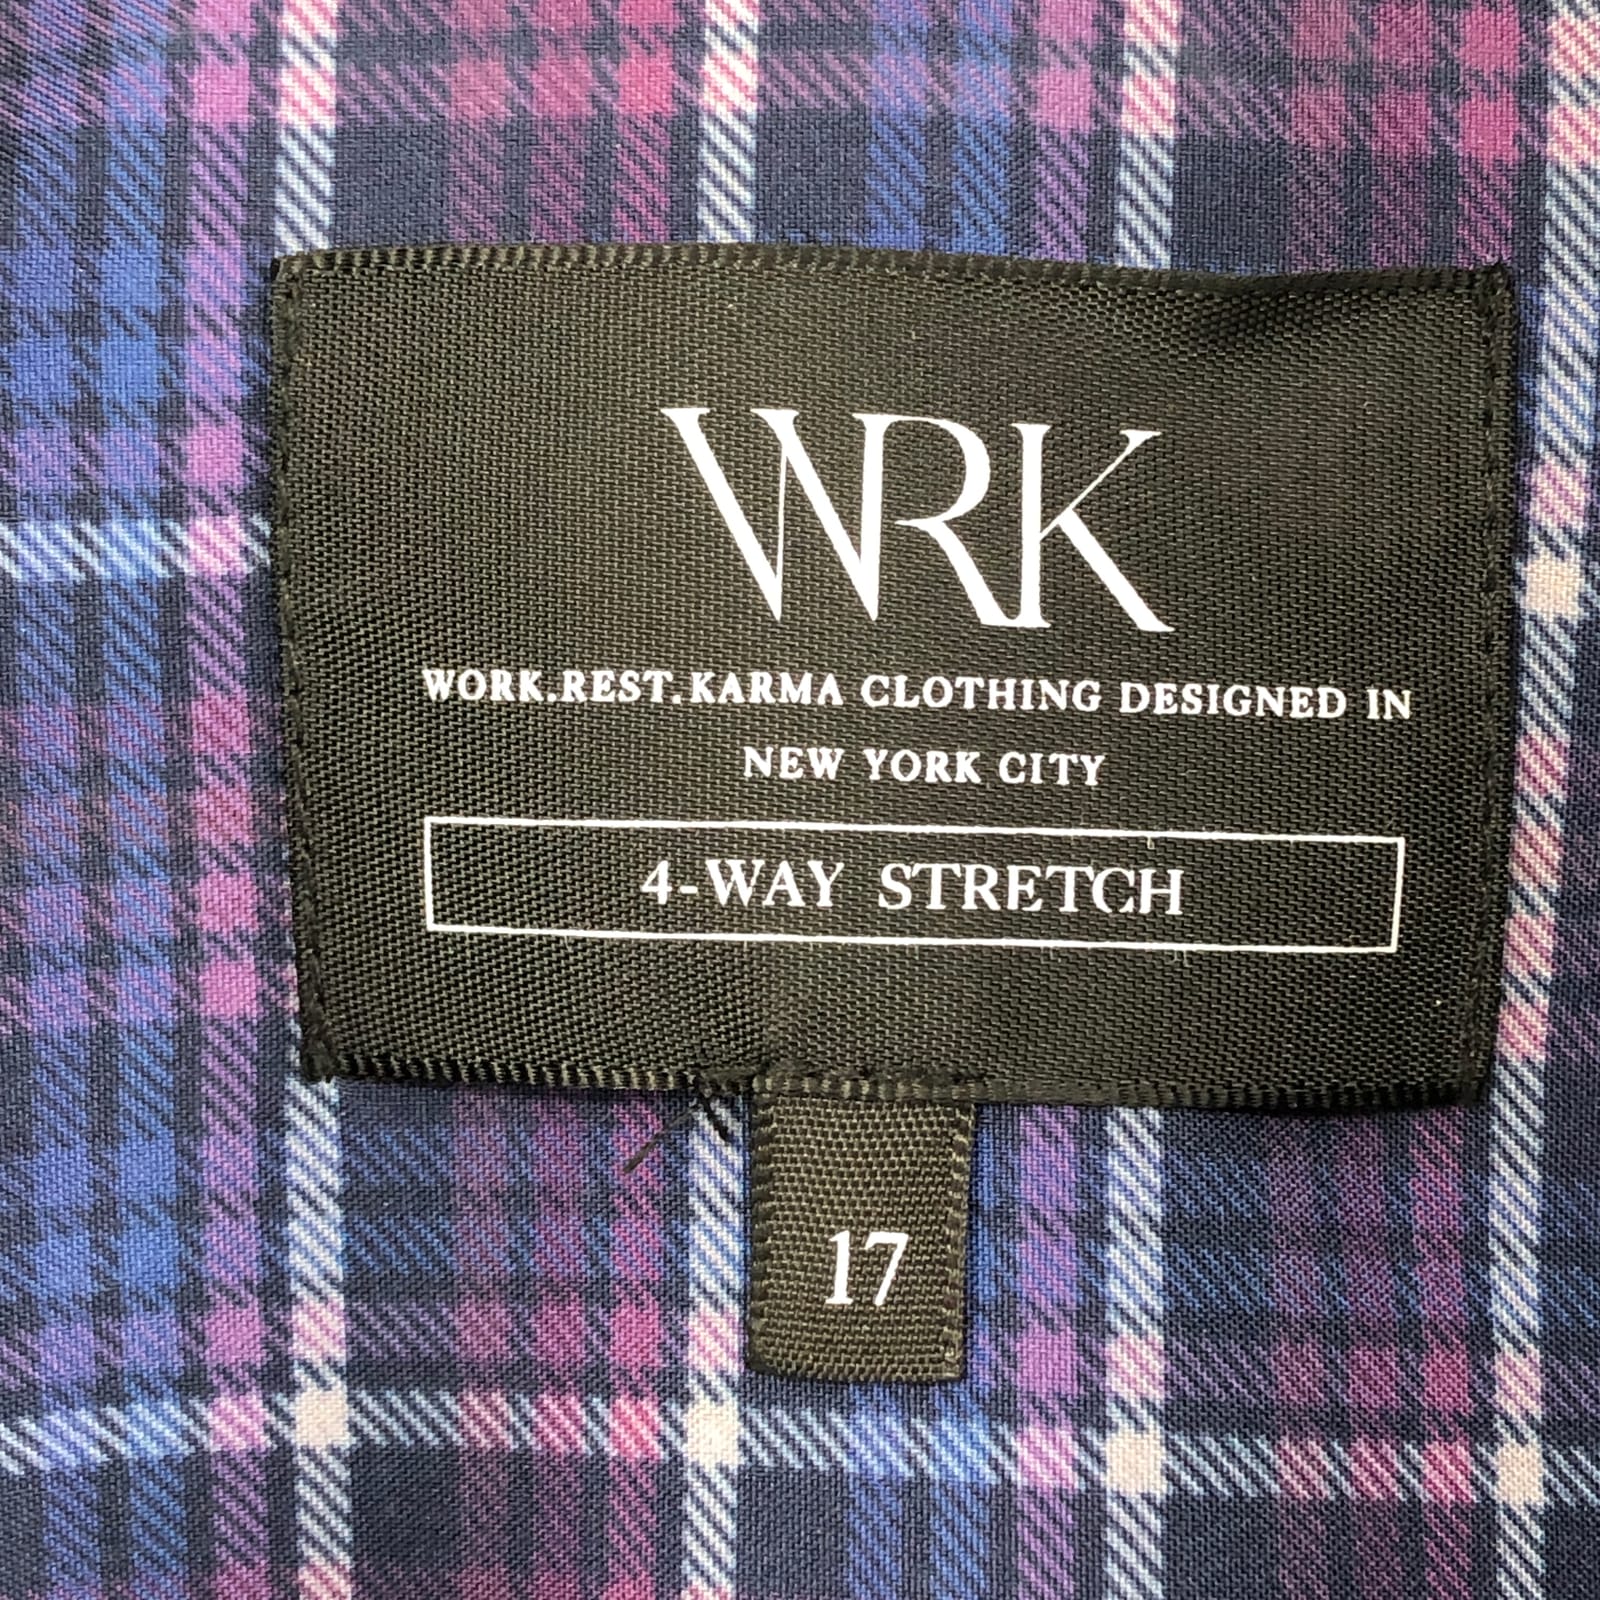 WRK
WORK.REST.KARMA CLOTHING DESIGNED IN
NEW YORK CITY
4-WAY STRETCH
17